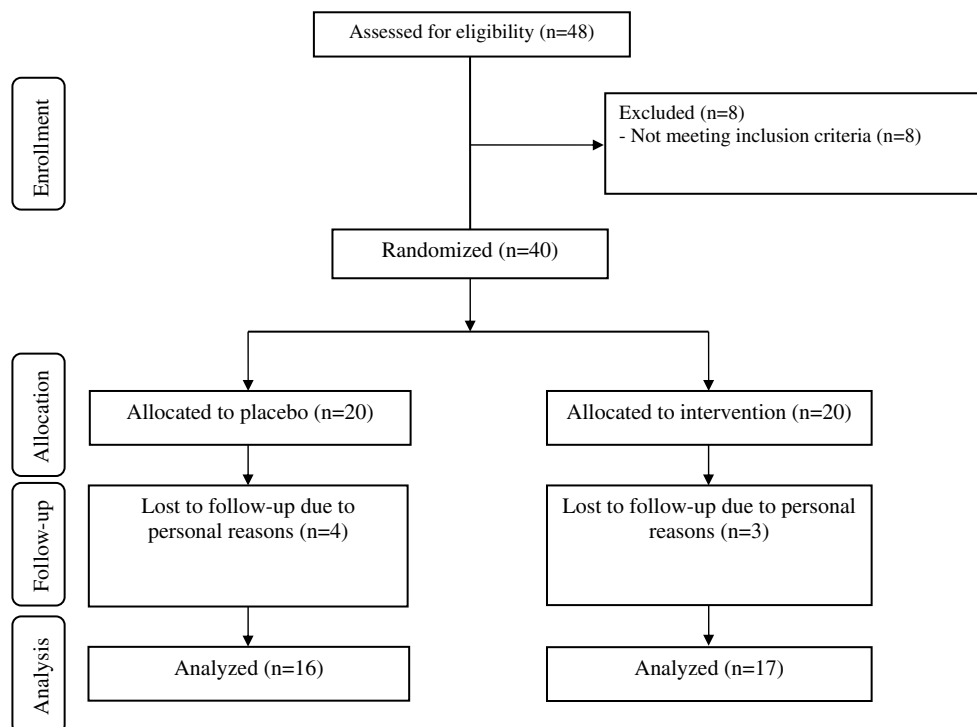 Assessed for eligibility (n=48)
Enrollment
Excluded (n=8)
- Not meeting inclusion criteria (n=8)
Randomized (n=40)
Allocation
Allocated to placebo (n=20)
Allocated to intervention (n=20)
Follow-up
Lost to follow-up due to
personal reasons (n=4)
Lost to follow-up due to personal
reasons (n=3)
Analysis
Analyzed (n=16)
Analyzed (n=17)